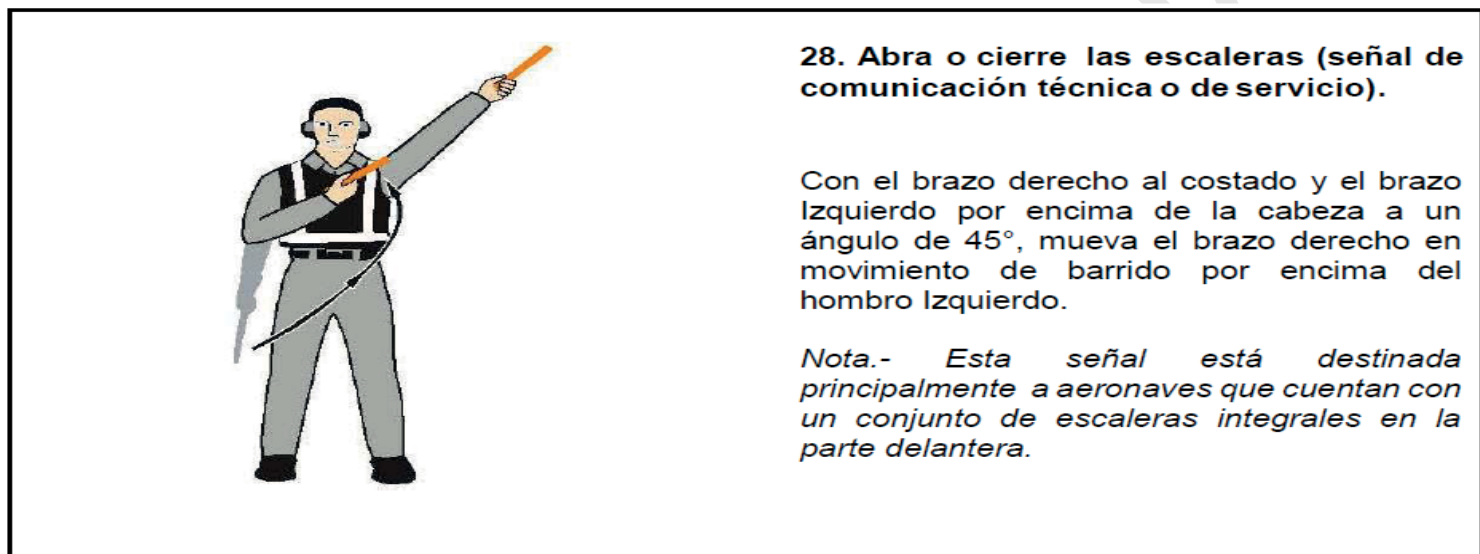 28. Abra o cierre las escaleras (señal de
comunicación técnica o de servicio).
Con el brazo derecho al costado y el brazo
Izquierdo por encima de la cabeza a un
ángulo de 45°, mueva el brazo derecho en
movimiento de barrido por encima del
hombro Izquierdo.
Nota.- Esta señal está destinada
principalmente a aeronaves que cuentan con
un conjunto de escaleras integrales en la
parte delantera.